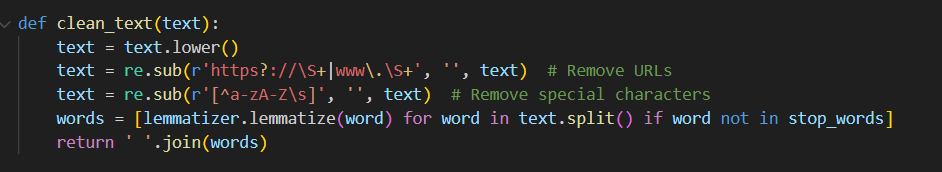 def clean_text(text):
    text = text.lower()
    text = re.sub(r'https?://\S+|www\.\S+', '', text)  # Remove URLs
    text = re.sub(r'[^a-zA-Z\s]', '', text)  # Remove special characters
    words = [lemmatizer.lemmatize(word) for word in text.split() if word not in stop_words]
    return ' '.join(words)